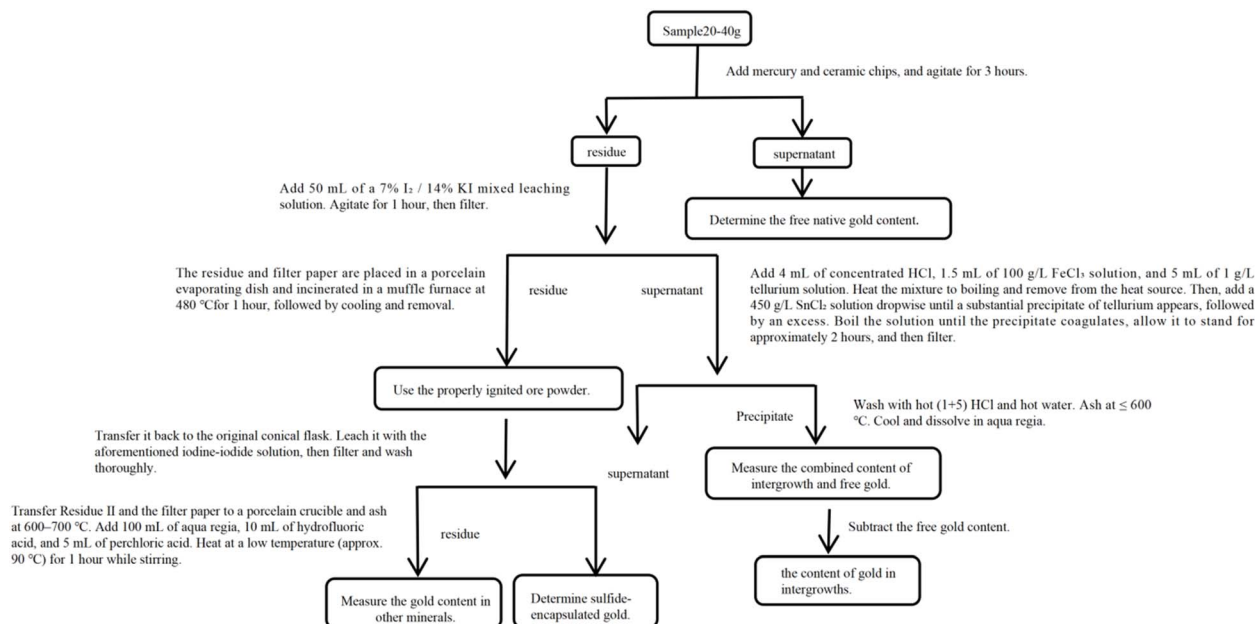 Sample20-40g
Add mercury and ceramic chips, and agitate for 3 hours.
residue
supernatant
Add 50 mL of a 7% I₂ / 14% KI mixed leaching
solution. Agitate for 1 hour, then filter.
Determine the free native gold content.
The residue and filter paper are placed in a porcelain
evaporating dish and incinerated in a muffle furnace at
480 °Cfor 1 hour, followed by cooling and removal.
residue
supernatant
Add 4 mL of concentrated HCl, 1.5 mL of 100 g/L FeCl₃ solution, and 5 mL of 1 g/L
tellurium solution. Heat the mixture to boiling and remove from the heat source. Then, add a
450 g/L SnCl₂ solution dropwise until a substantial precipitate of tellurium appears, followed
by an excess. Boil the solution until the precipitate coagulates, allow it to stand for
approximately 2 hours, and then filter.
Use the properly ignited ore powder.
Precipitate
Wash with hot (1+5) HCl and hot water. Ash at ≤ 600
°C. Cool and dissolve in aqua regia.
Transfer it back to the original conical flask. Leach it with the
aforementioned iodine-iodide solution, then filter and wash
thoroughly.
supernatant
Measure the combined content of
intergrowth and free gold.
Transfer Residue II and the filter paper to a porcelain crucible and ash
at 600–700 °C. Add 100 mL of aqua regia, 10 mL of hydrofluoric
acid, and 5 mL of perchloric acid. Heat at a low temperature (approx.
90 °C) for 1 hour while stirring.
residue
Subtract the free gold content.
the content of gold in
intergrowths.
Measure the gold content in
other minerals.
Determine sulfide-
encapsulated gold.